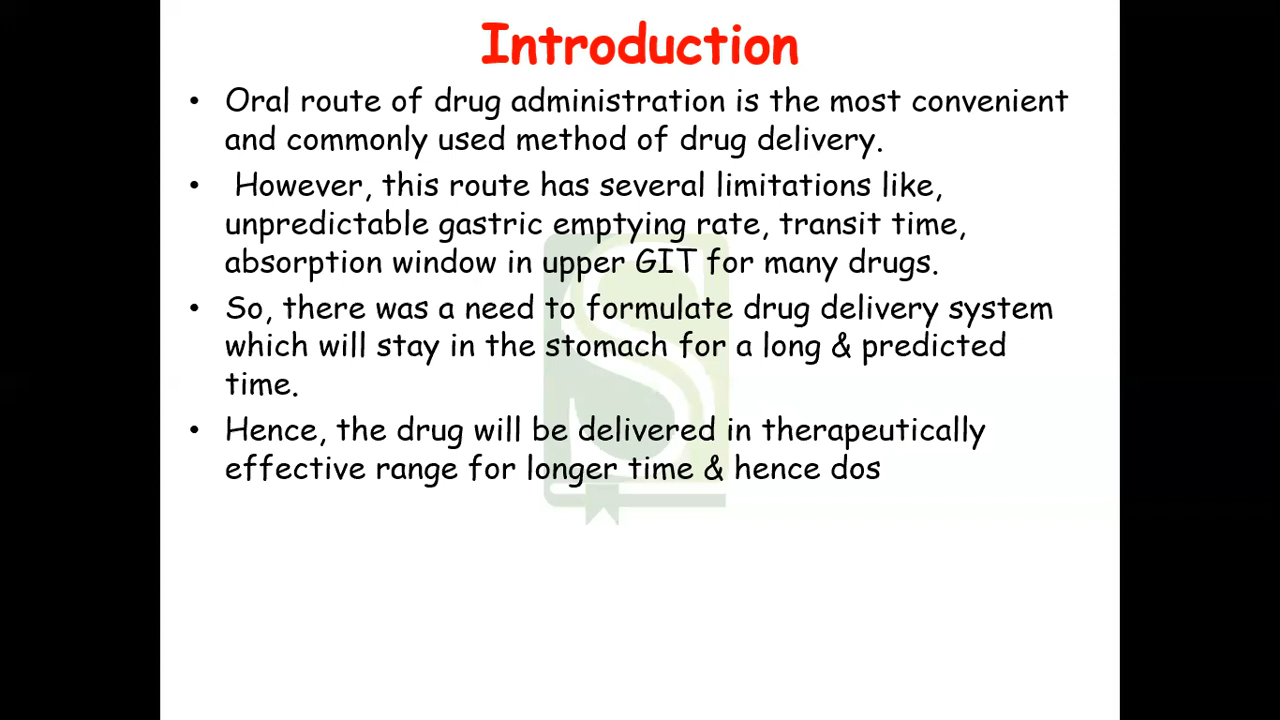 Introduction
• Oral route of drug administration is the most convenient
and commonly used method of drug delivery.
• However, this route has several limitations like,
unpredictable gastric emptying rate, transit time,
absorption window in upper GIT for many drugs.
• So, there was a need to formulate drug delivery system
which will stay in the stomach for a long & predicted
time.
• Hence, the drug will be delivered in therapeutically
effective range for longer time & hence dos